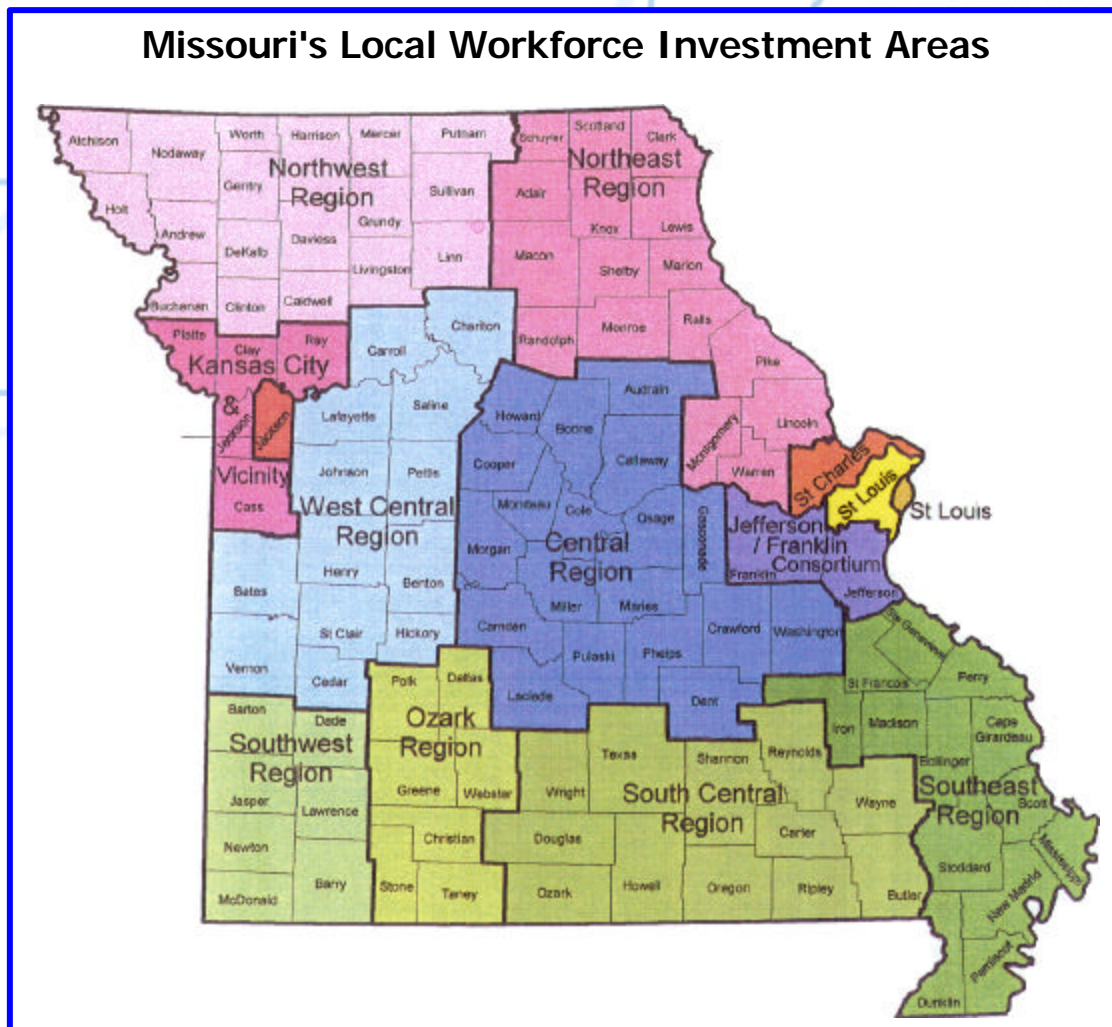 Missouri's Local Workforce Investment Areas
Atchison
Nodaway
Worth
Harrison
Mercer
Putnam
Schuyler
Scotland
Clark
Northwest
Region
Northeast
Region
Gentry
Sullivan
Adair
Holt
Andrew
DeKalb
Daviess
Grundy
Livingston
Linn
Macon
Knox
Lewis
Shelby
Marion
Buchanan
Clinton
Caldwell
Chariton
Carroll
Randolph
Monroe
Ralls
Pike
Platte
Clay
Ray
Kansas City
&
Vicinity
Jackson
Jackson
Cass
Lafayette
Saline
Johnson
Pettis
West Central
Region
Henry
Benton
Bates
St Clair
Hickory
Vernon
Cedar
Howard
Boone
Audrain
Cooper
Callaway
Moniteau
Cole
Osage
Gasconade
Morgan
Central
Region
Miller
Maries
Camden
Pulaski
Phelps
Crawford
Washington
Laclede
Dent
Montgomery
Lincoln
Warren
St Charles
St Louis
St Louis
Jefferson
/ Franklin
Consortium
Franklin
Jefferson
Ste Genevieve
St Francois
Perry
Iron
Madison
Cape
Girardeau
Bollinger
Southeast
Region
Scott
Mississippi
Stoddard
New Madrid
Pemiscot
Dunklin
Barton
Dade
Southwest
Region
Jasper
Lawrence
Newton
Barry
McDonald
Polk
Dallas
Ozark
Region
Greene
Webster
Christian
Stone
Taney
Texas
Shannon
Reynolds
Wright
South Central
Region
Wayne
Douglas
Carter
Ozark
Howell
Oregon
Ripley
Butler